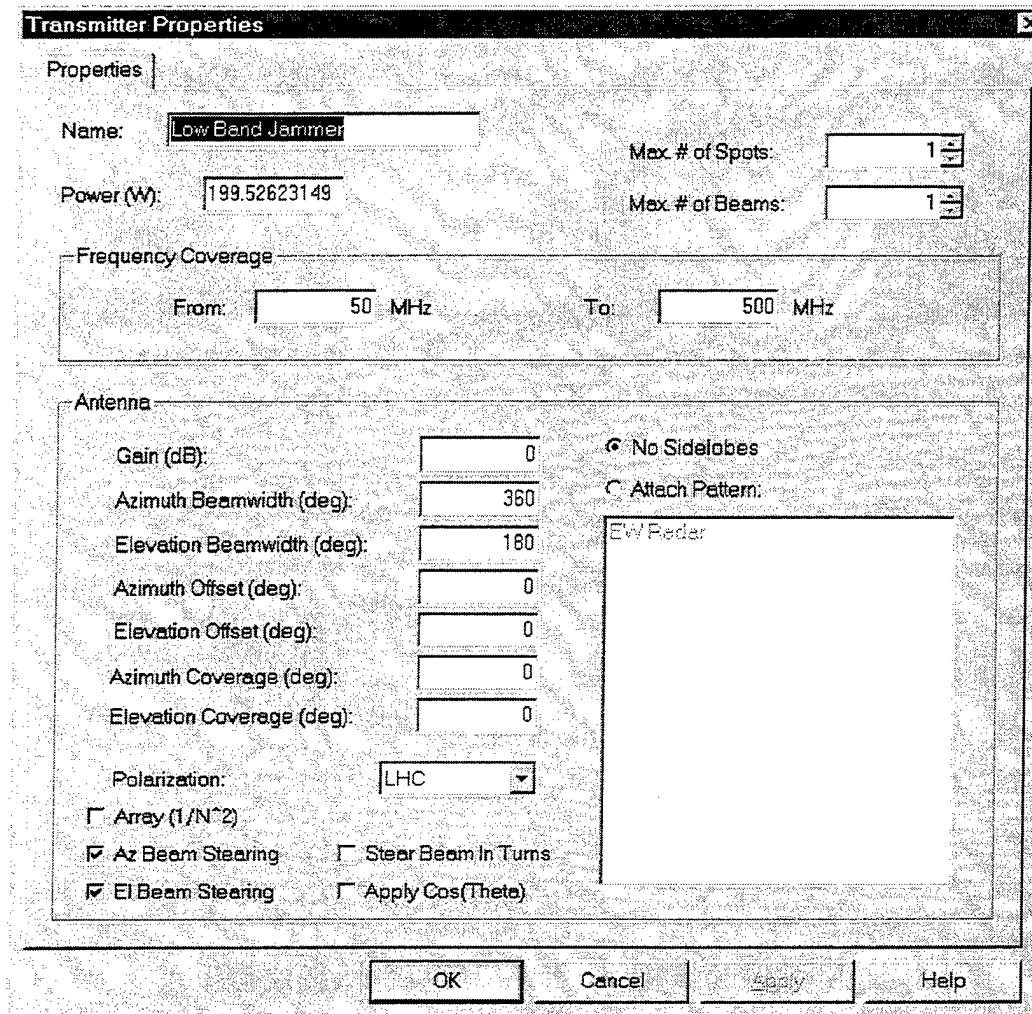 Transmitter Properties
Properties
Name: Low Band Jammer
Max. # of Spots: 1
Power (W): 199.52623149
Max. # of Beams: 1
Frequency Coverage
From: 50 MHz To: 500 MHz
Antenna
Gain (dB): 0
No Sidelobes
Azimuth Beamwidth (deg): 360
Attach Pattern:
Elevation Beamwidth (deg): 180
EW Radar
Azimuth Offset (deg): 0
Elevation Offset (deg): 0
Azimuth Coverage (deg): 0
Elevation Coverage (deg): 0
Polarization: LHC
Array (1/N^2)
Az Beam Steering Stear Beam In Turns
El Beam Steering Apply Cos(Theta)
OK Cancel Apply Help